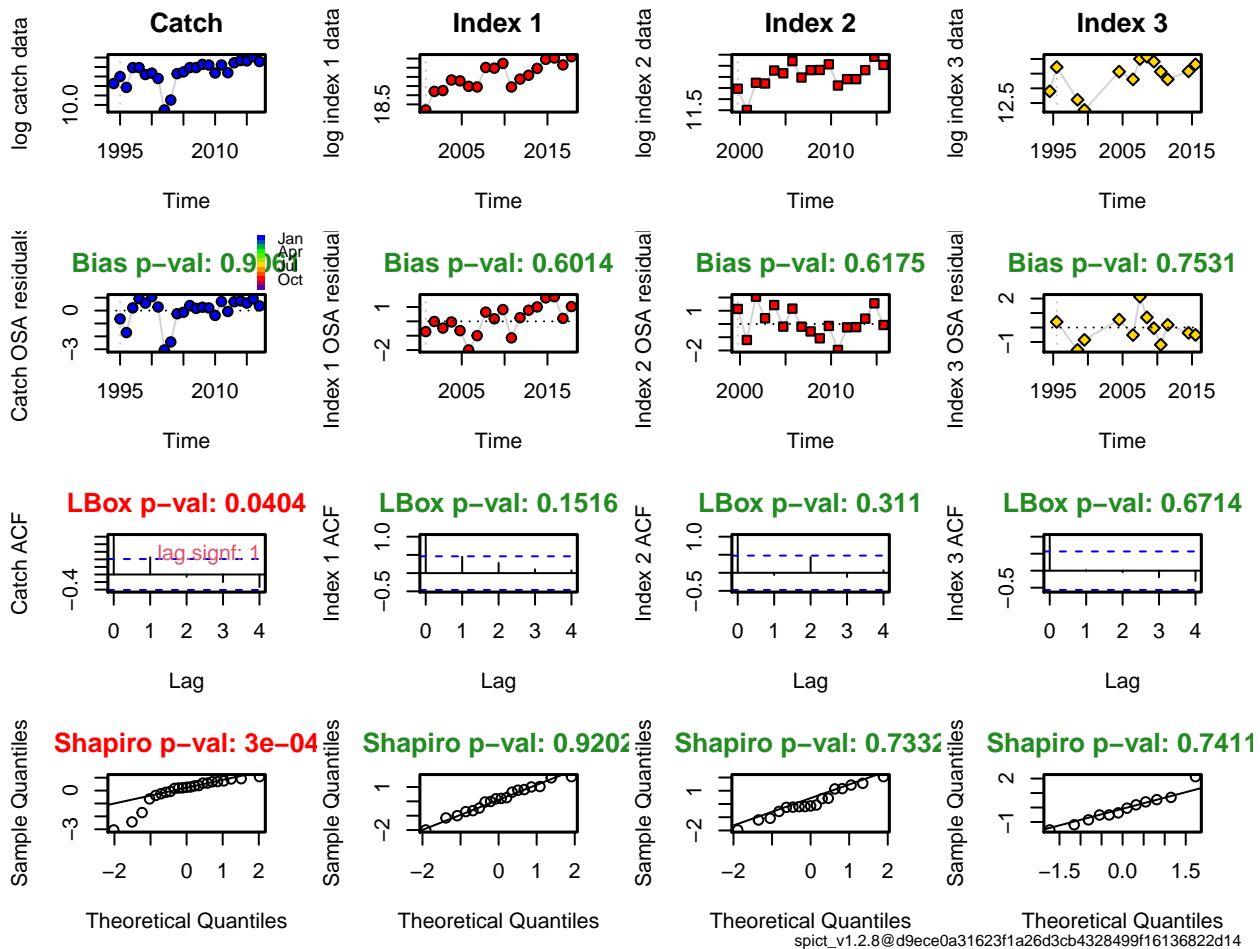 Catch
log catch data
10.0
1995 2010
Time
Index 1
log index 1 data
18.5
2005 2015
Time
Index 2
log index 2 data
11.5
2000 2010
Time
Index 3
log index 3 data
12.5
1995 2005 2015
Time
Jan
Apr
Jul
Oct
Bias p−val: 0.9061
Catch OSA residuals
0
−3
1995 2010
Time
Bias p−val: 0.6014
Index 1 OSA residual
1
−2
2005 2015
Time
Bias p−val: 0.6175
Index 2 OSA residual
1
−2
2000 2010
Time
Bias p−val: 0.7531
Index 3 OSA residual
2
−1
1995 2005 2015
Time
LBox p−val: 0.0404
Catch ACF
−0.4
lag signf: 1
0 1 2 3 4
Lag
LBox p−val: 0.1516
Index 1 ACF
1.0
−0.5
0 1 2 3 4
Lag
LBox p−val: 0.311
Index 2 ACF
1.0
−0.5
0 1 2 3 4
Lag
LBox p−val: 0.6714
Index 3 ACF
−0.5
0 1 2 3 4
Lag
Shapiro p−val: 3e−04
Sample Quantiles
0
−3
−2 0 1 2
Theoretical Quantiles
Shapiro p−val: 0.9202
Sample Quantiles
1
−2
−2 0 1 2
Theoretical Quantiles
Shapiro p−val: 0.7332
Sample Quantiles
1
−2
−2 0 1 2
Theoretical Quantiles
Shapiro p−val: 0.7411
Sample Quantiles
2
−1
−1.5 0.0 1.5
Theoretical Quantiles
spict_v1.2.8@d9ece0a31623f1a26d3cb4328499f16136822d14